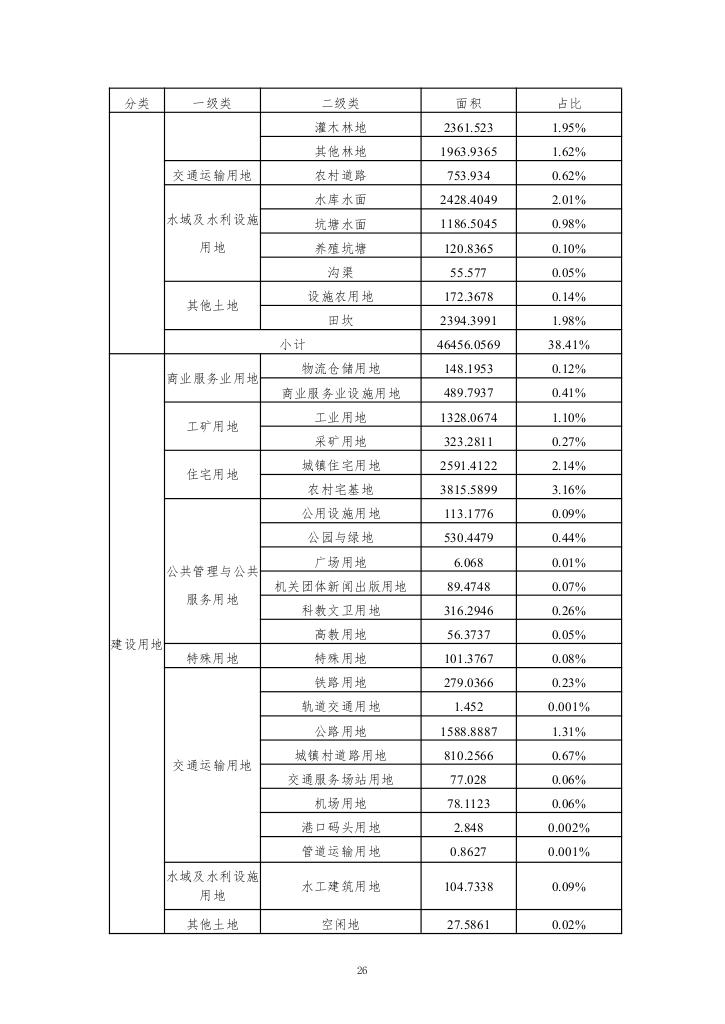 分类 一级类 二级类 面积 占比
灌木林地 2361.523 1.95%
其他林地 1963.9365 1.62%
交通运输用地 农村道路 753.934 0.62%
水域及水利设施用地 水库水面 2428.4049 2.01%
坑塘水面 1186.5045 0.98%
养殖坑塘 120.8365 0.10%
沟渠 55.577 0.05%
其他土地 设施农用地 172.3678 0.14%
田坎 2394.3991 1.98%
小计 46456.0569 38.41%
建设用地 商业服务业用地 物流仓储用地 148.1953 0.12%
商业服务业设施用地 489.7937 0.41%
工矿用地 工业用地 1328.0674 1.10%
采矿用地 323.2811 0.27%
住宅用地 城镇住宅用地 2591.4122 2.14%
农村宅基地 3815.5899 3.16%
公共管理与公共服务用地 公用设施用地 113.1776 0.09%
公园与绿地 530.4479 0.44%
广场用地 6.068 0.01%
机关团体新闻出版用地 89.4748 0.07%
科教文卫用地 316.2946 0.26%
高教用地 56.3737 0.05%
特殊用地 特殊用地 101.3767 0.08%
交通运输用地 铁路用地 279.0366 0.23%
轨道交通用地 1.452 0.001%
公路用地 1588.8887 1.31%
城镇村道路用地 810.2566 0.67%
交通服务场站用地 77.028 0.06%
机场用地 78.1123 0.06%
港口码头用地 2.848 0.002%
管道运输用地 0.8627 0.001%
水域及水利设施用地 水工建筑用地 104.7338 0.09%
其他土地 空闲地 27.5861 0.02%
26